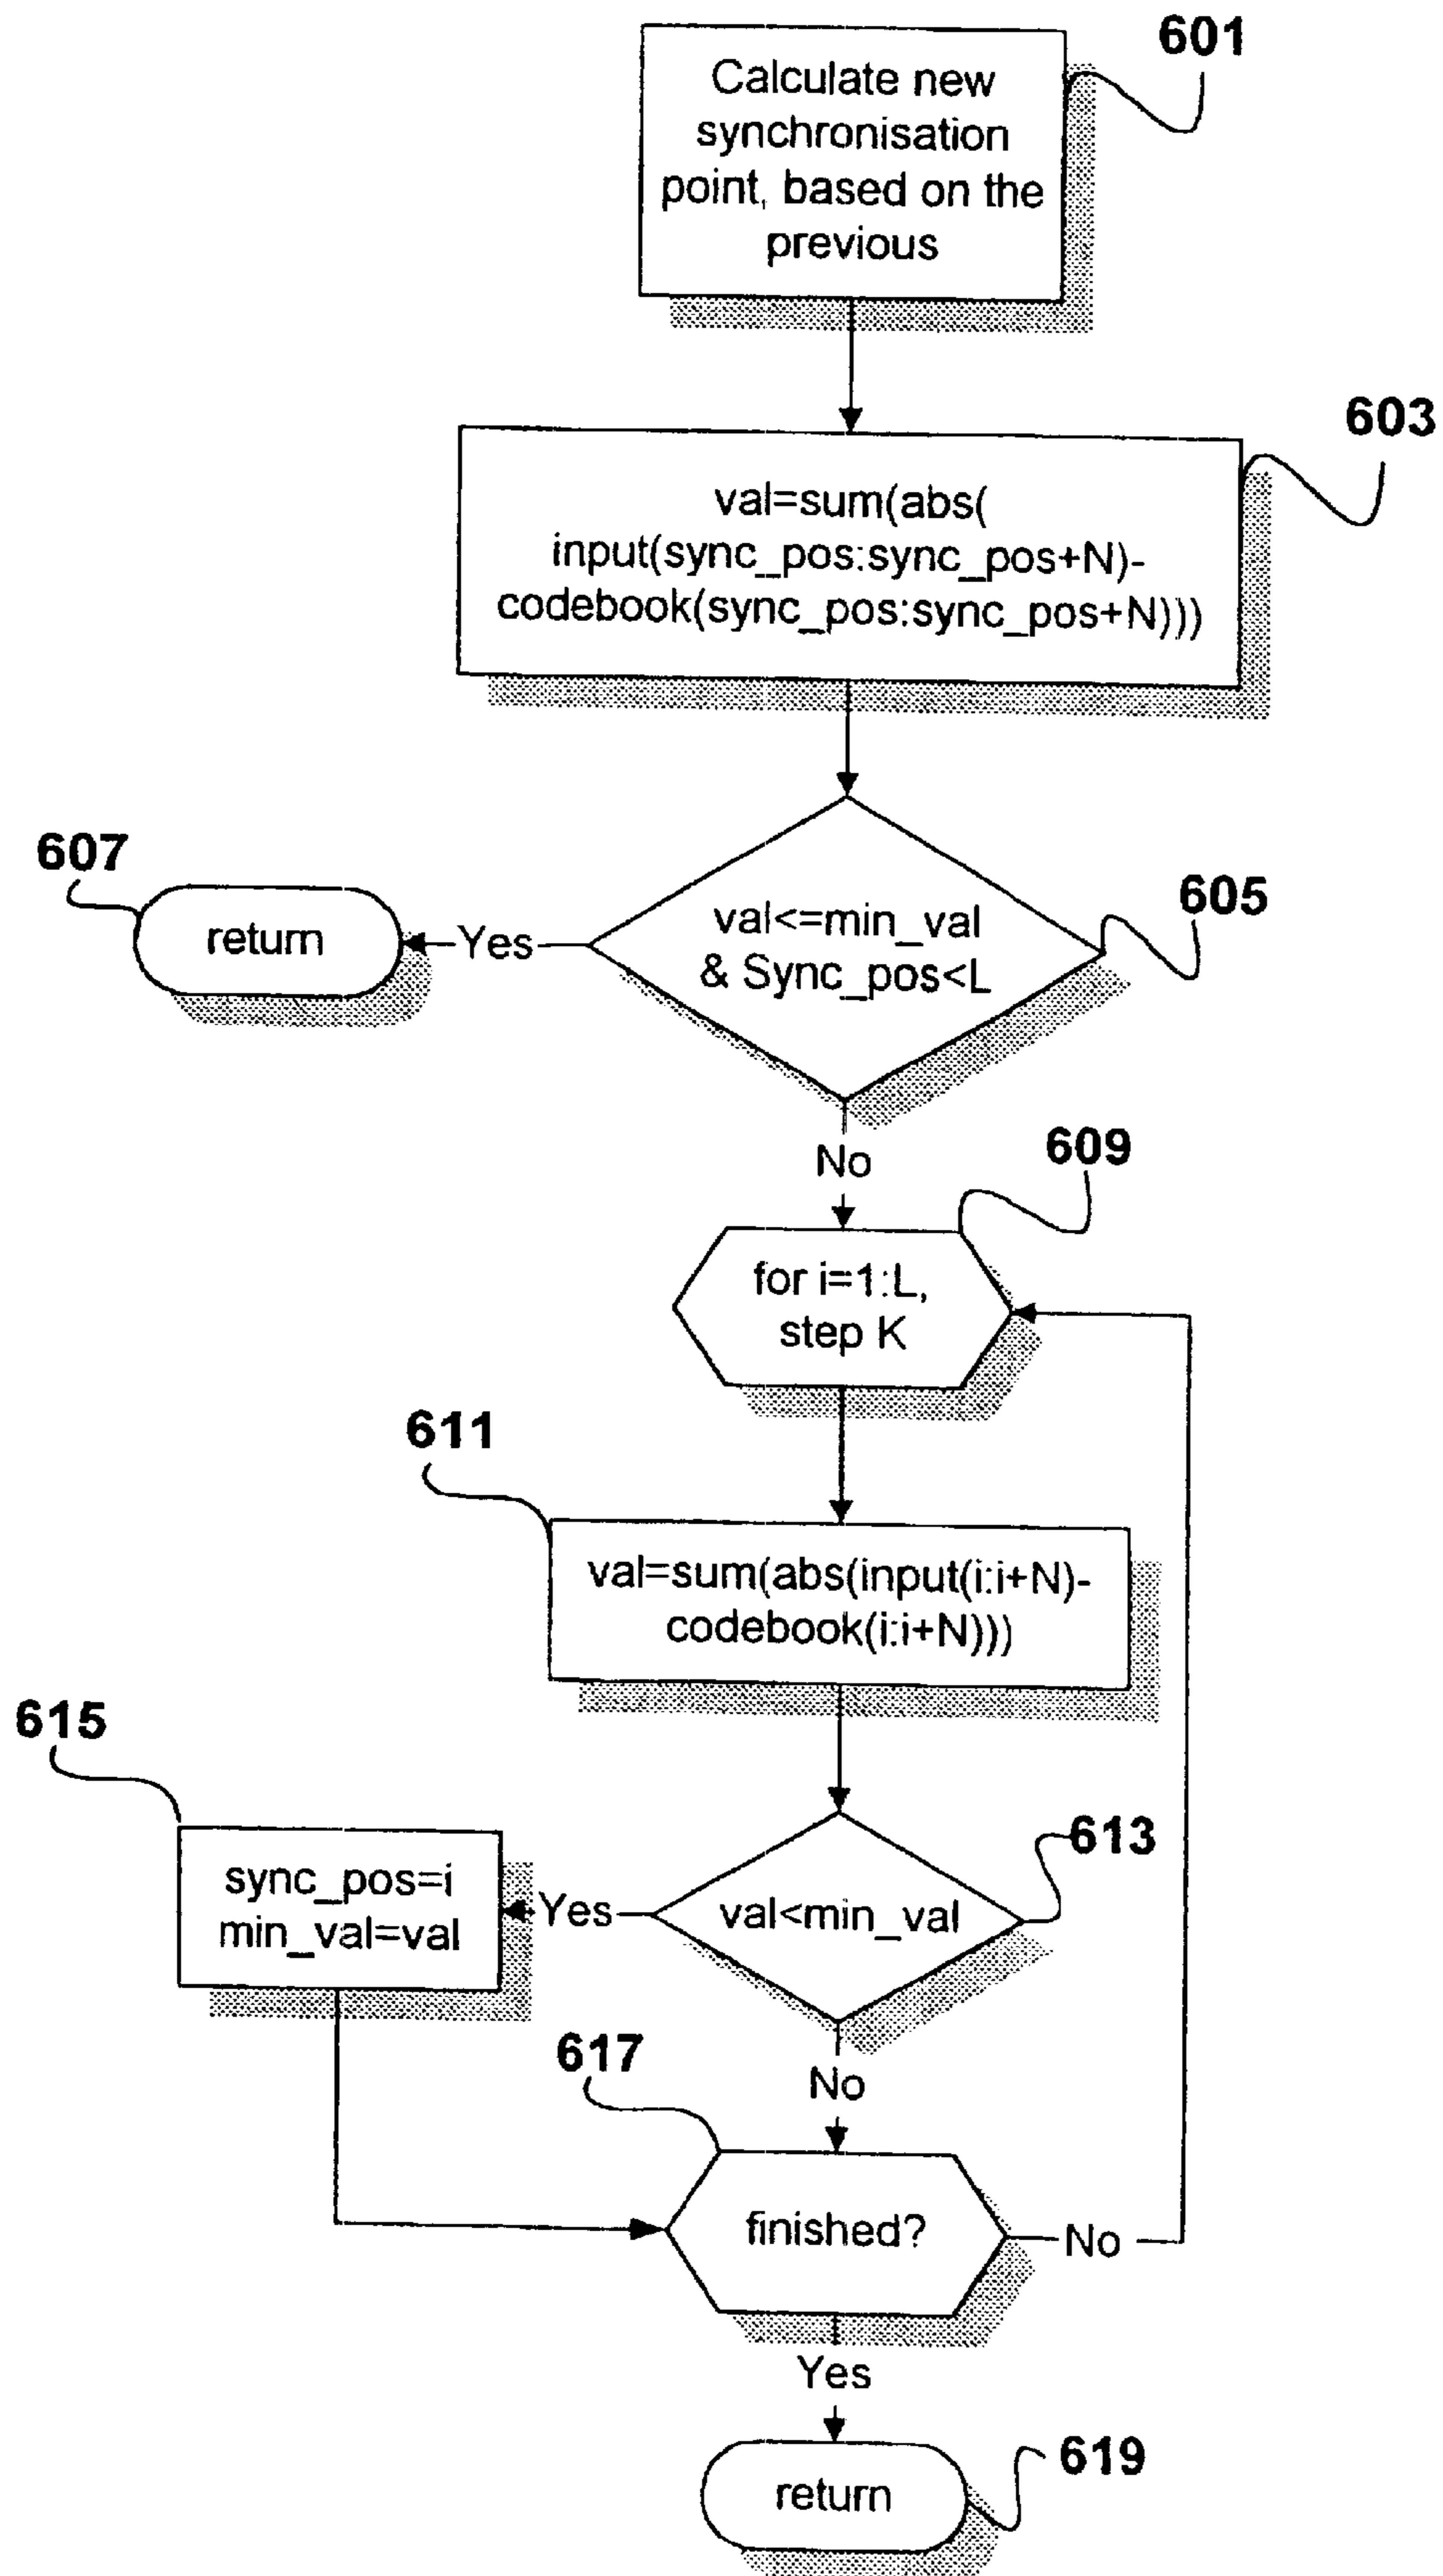 601
Calculate new
synchronisation
point, based on the
previous
603
val=sum(abs(
input(sync_pos:sync_pos+N)-
codebook(sync_pos:sync_pos+N)))
607
return
Yes
605
val<=min_val
& Sync_pos<L
No
609
for i=1:L,
step K
611
val=sum(abs(input(i:i+N)-
codebook(i:i+N)))
615
sync_pos=i
min_val=val
Yes
613
val<min_val
No
617
finished?
No
Yes
return
619